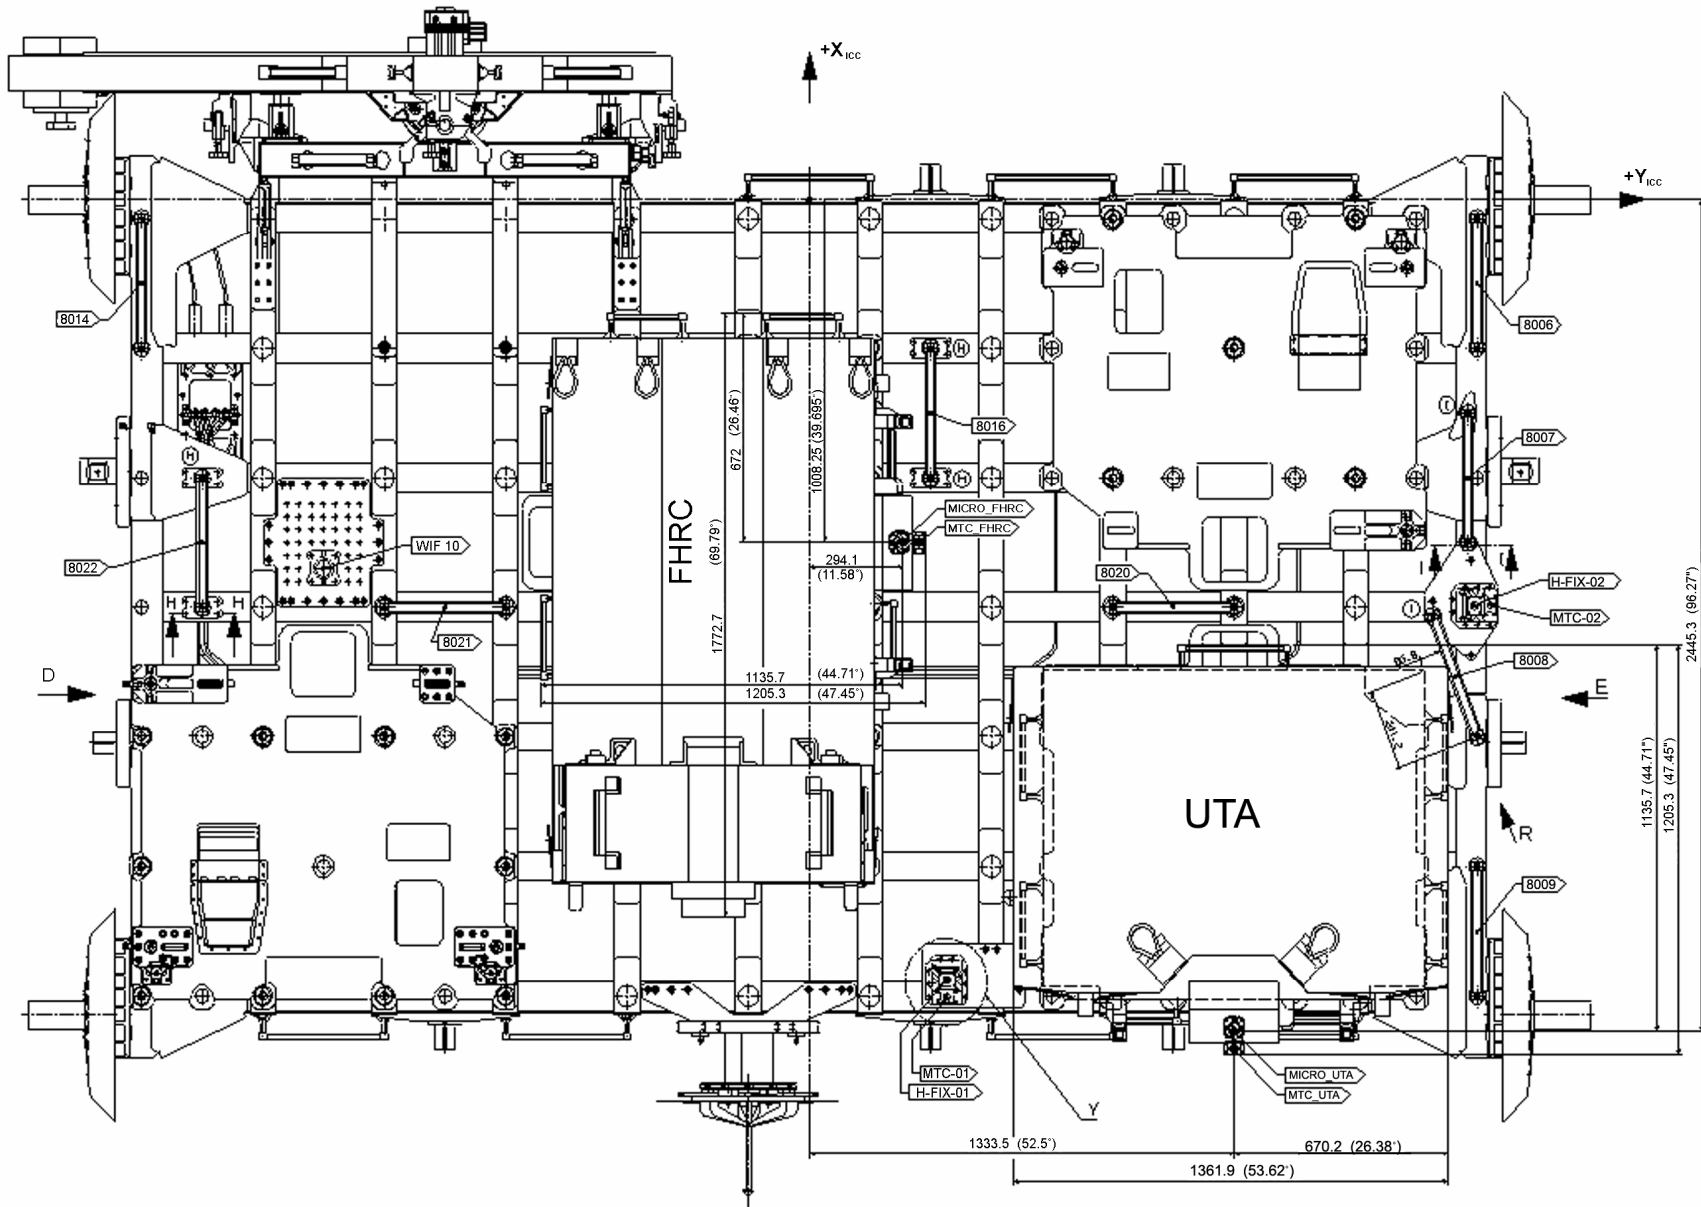 +X ICC
+Y ICC
8014
8006
8016
8007
672 (26.46")
1008.25 (39.695")
H
H
H
I
FHRC
MICRO_FHRC
MTC_FHRC
WIF 10
8022
294.1
(11.58")
8020
H-FIX-02
MTC-02
I
I
H
H
8021
1772.7
(69.79")
8008
2445.3 (96.27")
D
1135.7 (44.71")
1205.3 (47.45")
E
UTA
1135.7 (44.71")
1205.3 (47.45")
R
8009
MTC-01
H-FIX-01
Y
MICRO_UTA
MTC_UTA
1333.5 (52.5")
670.2 (26.38")
1361.9 (53.62")